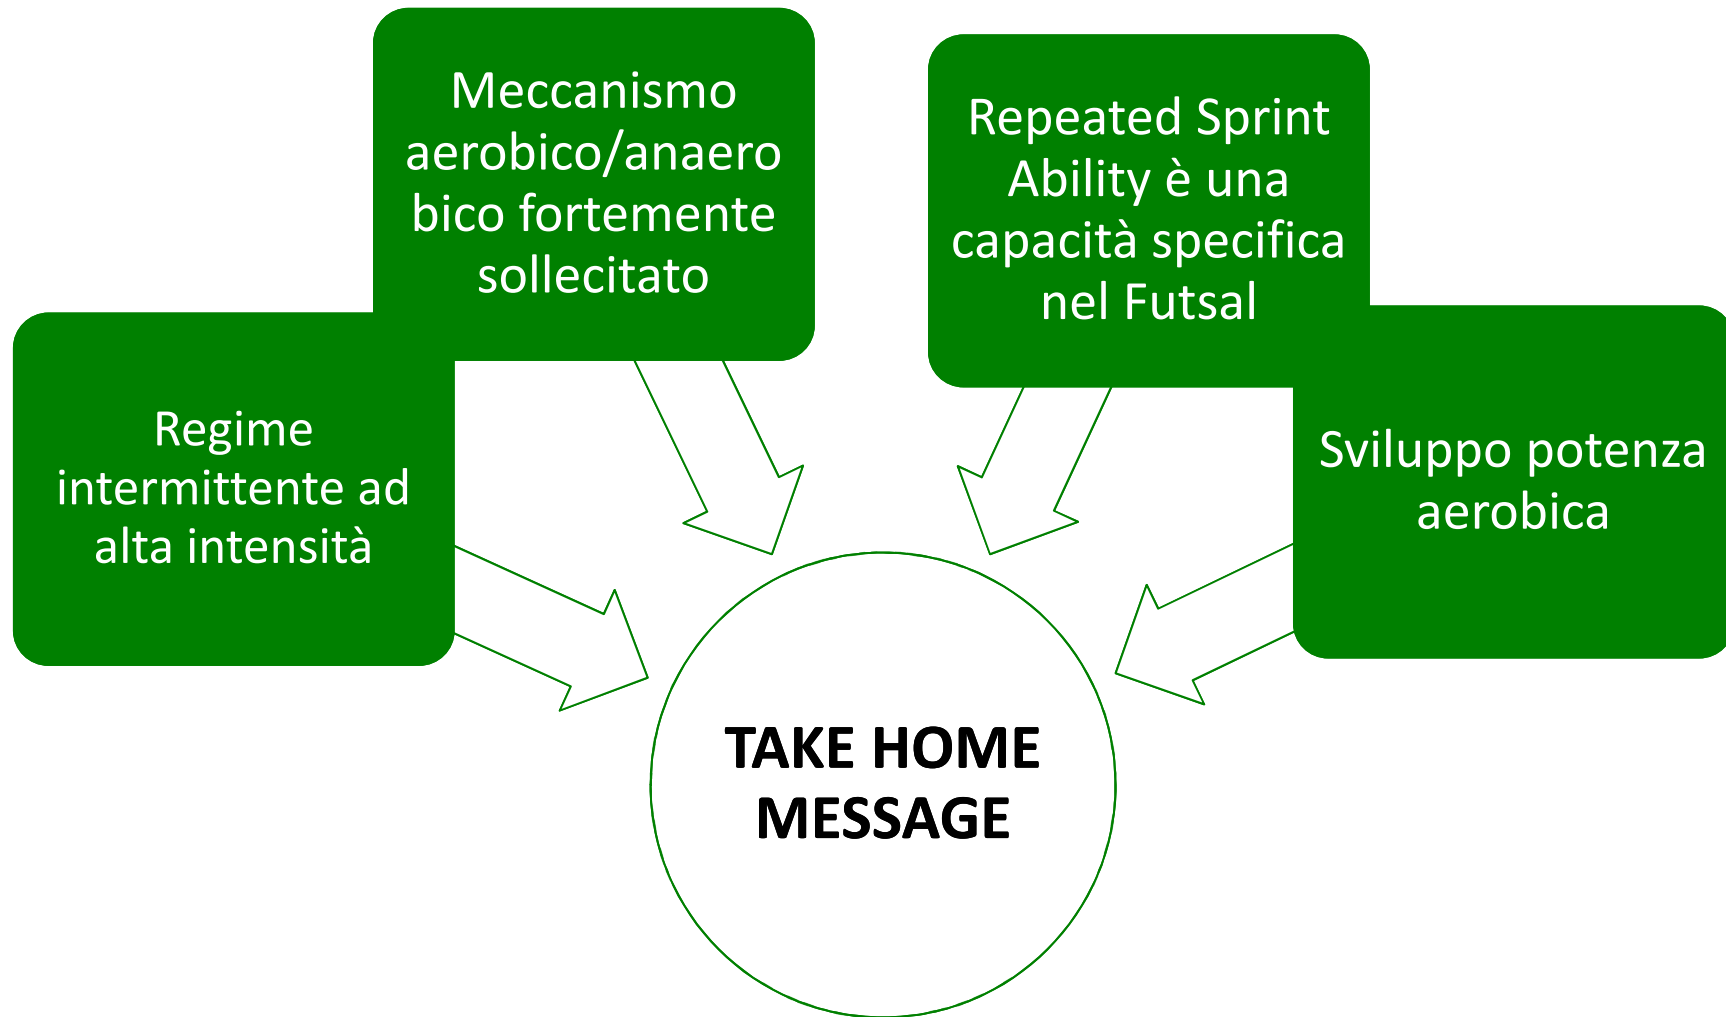 Meccanismo
aerobico/anaero
bico fortemente
sollecitato
Repeated Sprint
Ability è una
capacità specifica
nel Futsal
Regime
intermittente ad
alta intensità
Sviluppo potenza
aerobica
TAKE HOME
MESSAGE